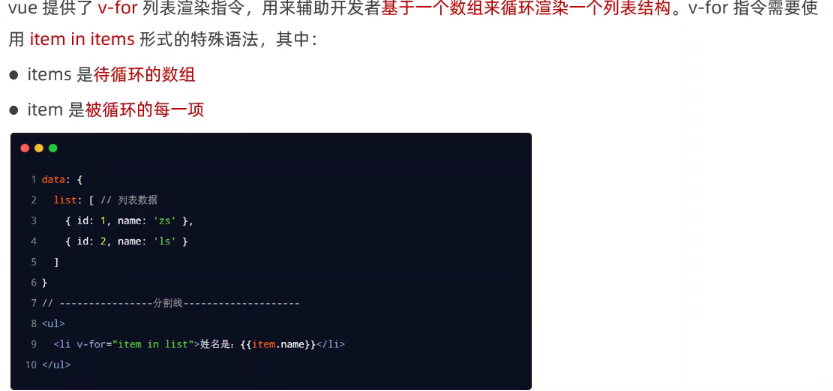 vue 提供了 v-for 列表渲染指令，用来辅助开发者基于一个数组来循环渲染一个列表结构。v-for 指令需要使
用 item in items 形式的特殊语法，其中：
● items 是待循环的数组
● item 是被循环的每一项
1 data: {
2   list: [ // 列表数据
3     { id: 1, name: 'zs' },
4     { id: 2, name: 'ls' }
5   ]
6 }
7 // ----------------分割线--------------------
8 <ul>
9   <li v-for="item in list">姓名是：{{item.name}}</li>
10 </ul>